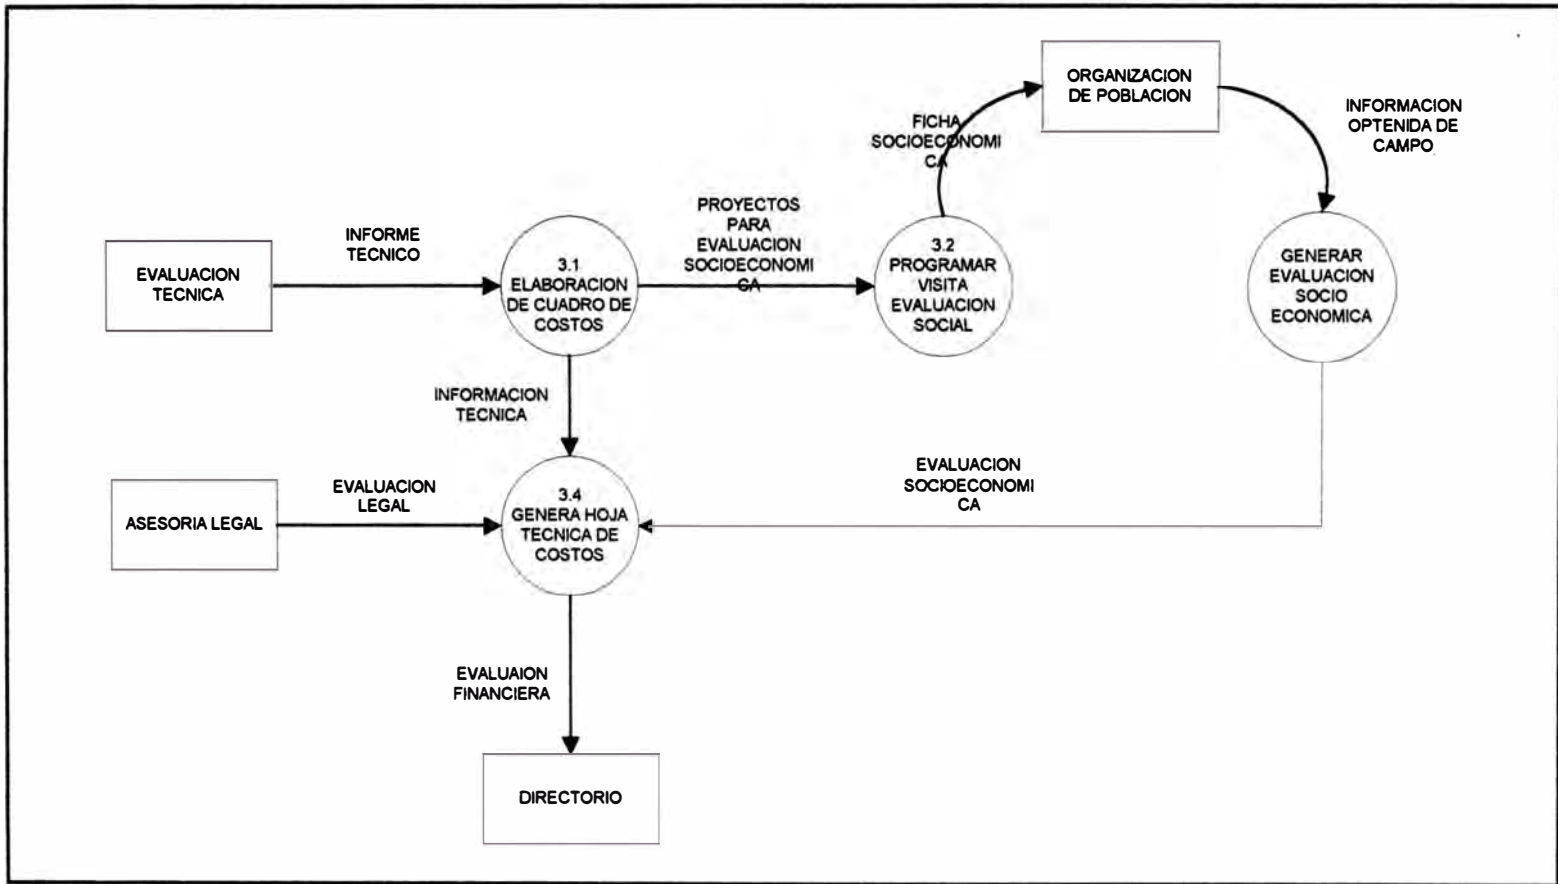 ORGANIZACION
DE POBLACION
INFORMACION
OPTENIDA DE
CAMPO
FICHA
SOCIOECONOMI
CA
PROYECTOS
PARA
EVALUACION
SOCIOECONOMI
CA
INFORME
TECNICO
EVALUACION
TECNICA
3.1
ELABORACION
DE CUADRO DE
COSTOS
3.2
PROGRAMAR
VISITA
EVALUACION
SOCIAL
GENERAR
EVALUACION
SOCIO
ECONOMICA
INFORMACION
TECNICA
EVALUACION
LEGAL
ASESORIA LEGAL
3.4
GENERA HOJA
TECNICA DE
COSTOS
EVALUACION
SOCIOECONOMI
CA
EVALUAION
FINANCIERA
DIRECTORIO